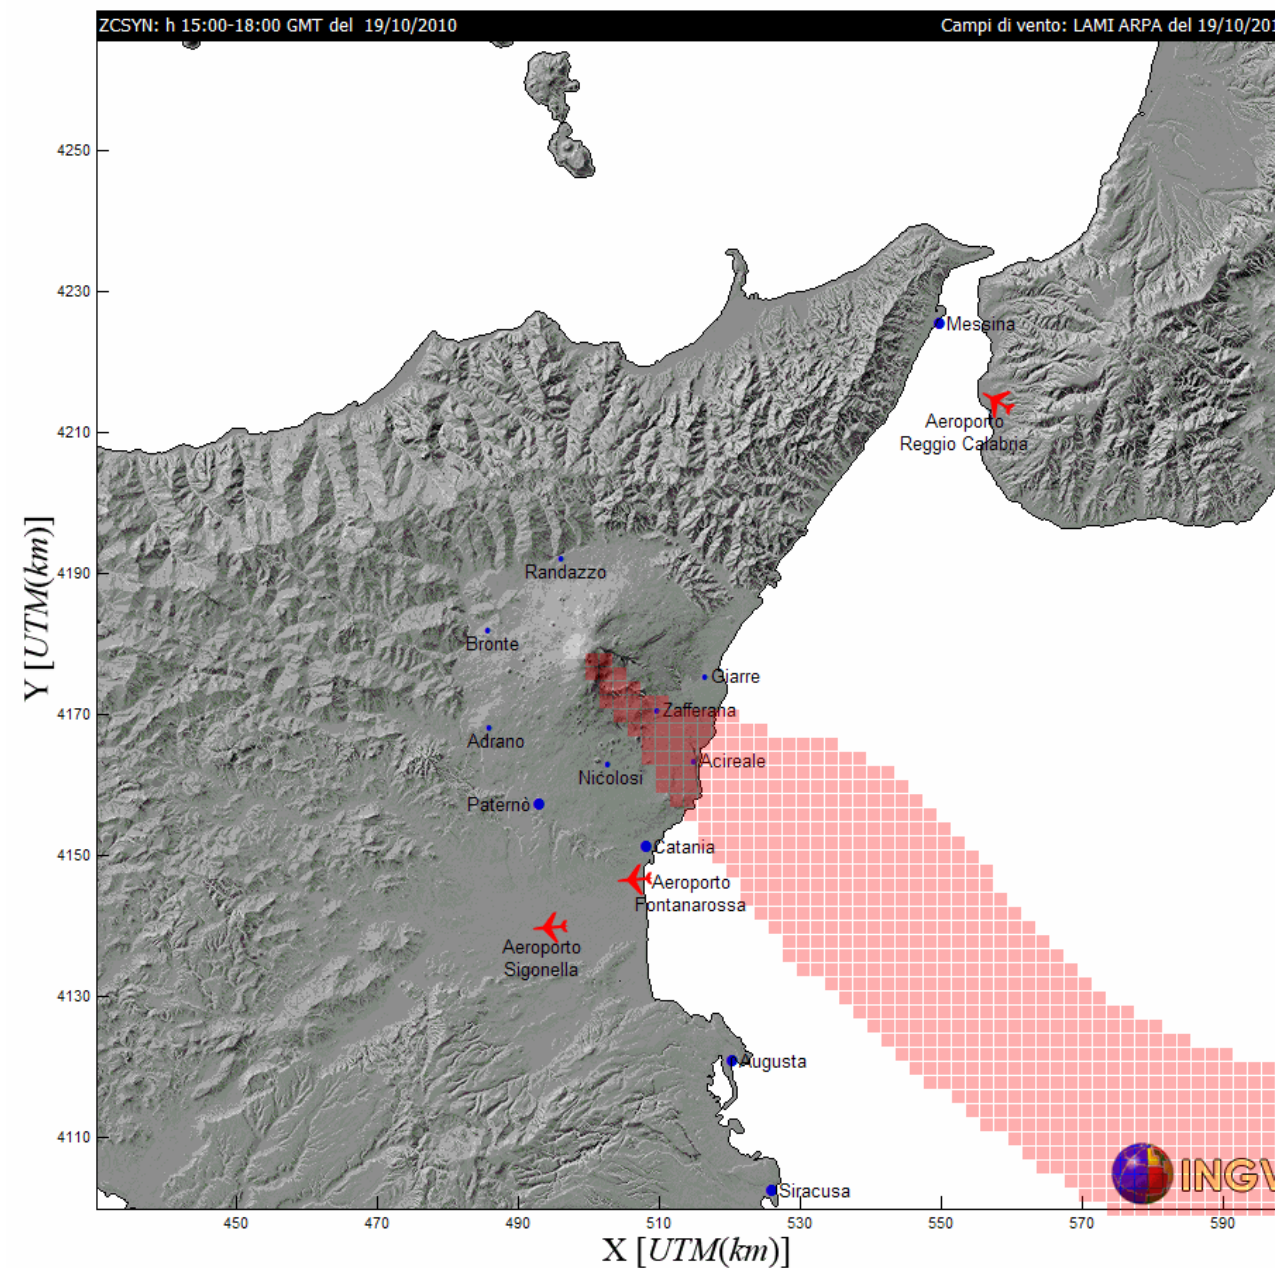 ZCSYN: h 15:00-18:00 GMT del 19/10/2010
Campi di vento: LAMI ARPA del 19/10/201
4250
4230
Messina
Aeroporto
Reggio Calabria
4210
Y [UTM(km)]
4190
Randazzo
Bronte
Giarre
4170
Zafferana
Adrano
Acireale
Nicolosi
Paternò
4150
Catania
Aeroporto
Fontanarossa
Aeroporto
Sigonella
4130
Augusta
4110
INGV
Siracusa
450
470
490
510
530
550
570
590
X [UTM(km)]